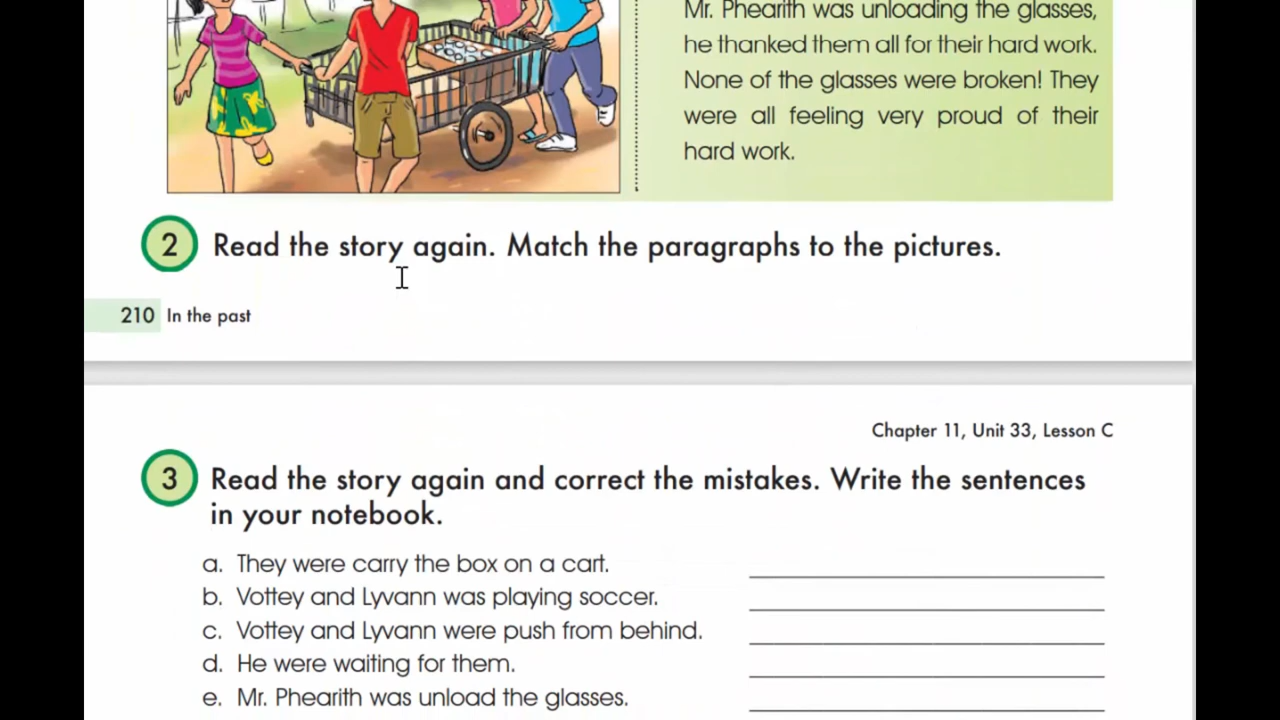 Mr. Phearith was unloading the glasses,
he thanked them all for their hard work.
None of the glasses were broken! They
were all feeling very proud of their
hard work.
2 Read the story again. Match the paragraphs to the pictures.
210 In the past
Chapter 11, Unit 33, Lesson C
3 Read the story again and correct the mistakes. Write the sentences
in your notebook.
a. They were carry the box on a cart.
b. Vottey and Lyvann was playing soccer.
c. Vottey and Lyvann were push from behind.
d. He were waiting for them.
e. Mr. Phearith was unload the glasses.